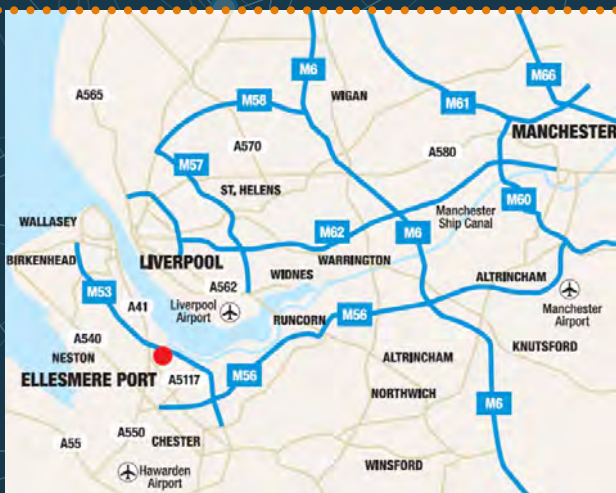 M6
M66
A565
M58
WIGAN
M61
MANCHESTER
A570
A580
M57
ST. HELENS
M60
Manchester
Ship Canal
WALLASEY
M62
M6
BIRKENHEAD
LIVERPOOL
WARRINGTON
WIDNES
ALTRINCHAM
A562
M53
A41
Liverpool
Airport
Manchester
Airport
RUNCORN
M56
A540
NESTON
ALTRINCHAM
KNUTSFORD
ELLESMERE PORT
A5117
M56
NORTHWICH
M6
A550
A55
CHESTER
WINSFORD
Hawarden
Airport